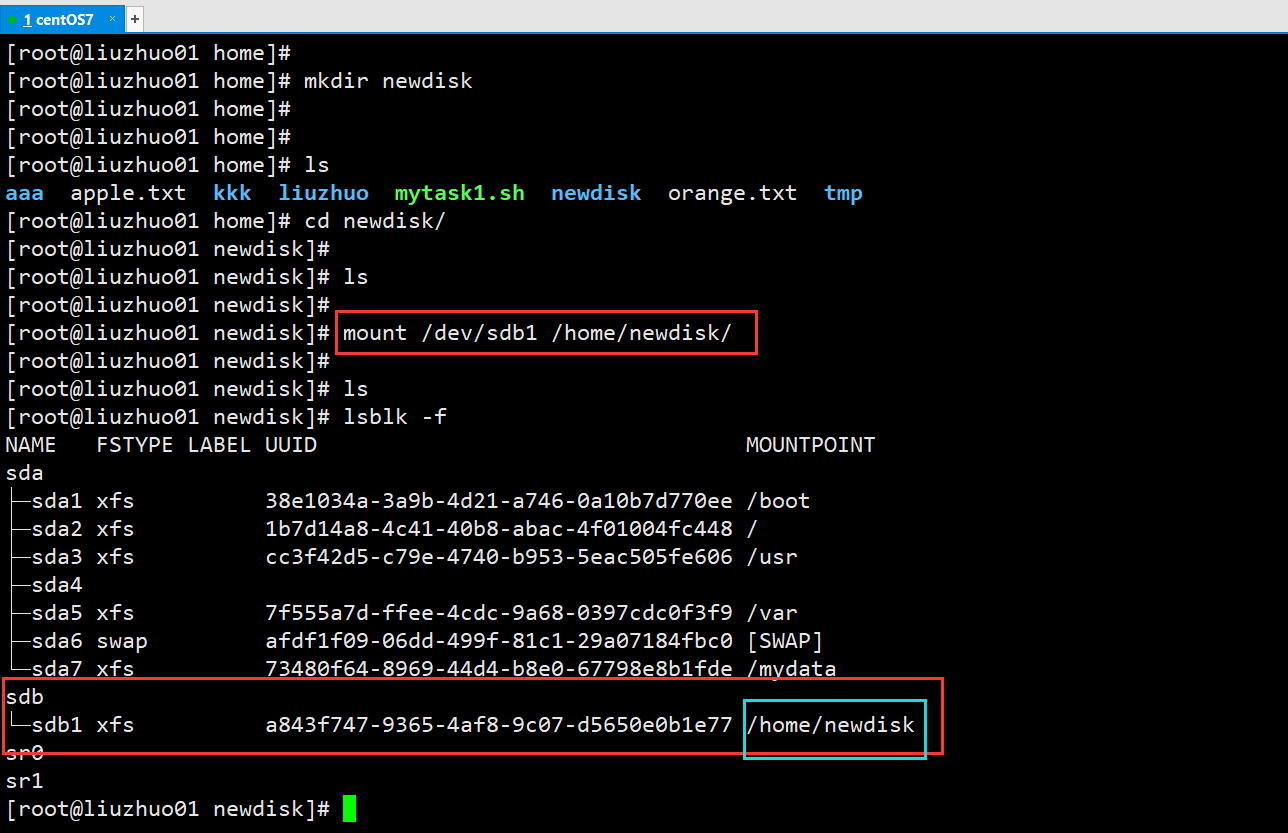 1 centOS7 × +
[root@liuzhuo01 home]#
[root@liuzhuo01 home]# mkdir newdisk
[root@liuzhuo01 home]#
[root@liuzhuo01 home]#
[root@liuzhuo01 home]# ls
aaa apple.txt kkk liuzhuo mytask1.sh newdisk orange.txt tmp
[root@liuzhuo01 home]# cd newdisk/
[root@liuzhuo01 newdisk]#
[root@liuzhuo01 newdisk]# ls
[root@liuzhuo01 newdisk]#
[root@liuzhuo01 newdisk]# mount /dev/sdb1 /home/newdisk/
[root@liuzhuo01 newdisk]#
[root@liuzhuo01 newdisk]# ls
[root@liuzhuo01 newdisk]# lsblk -f
NAME FSTYPE LABEL UUID MOUNTPOINT
sda
├─sda1 xfs 38e1034a-3a9b-4d21-a746-0a10b7d770ee /boot
├─sda2 xfs 1b7d14a8-4c41-40b8-abac-4f01004fc448 /
├─sda3 xfs cc3f42d5-c79e-4740-b953-5eac505fe606 /usr
├─sda4
├─sda5 xfs 7f555a7d-ffee-4cdc-9a68-0397cdc0f3f9 /var
├─sda6 swap afdf1f09-06dd-499f-81c1-29a07184fbc0 [SWAP]
└─sda7 xfs 73480f64-8969-44d4-b8e0-67798e8b1fde /mydata
sdb
└─sdb1 xfs a843f747-9365-4af8-9c07-d5650e0b1e77 /home/newdisk
sr0
sr1
[root@liuzhuo01 newdisk]#